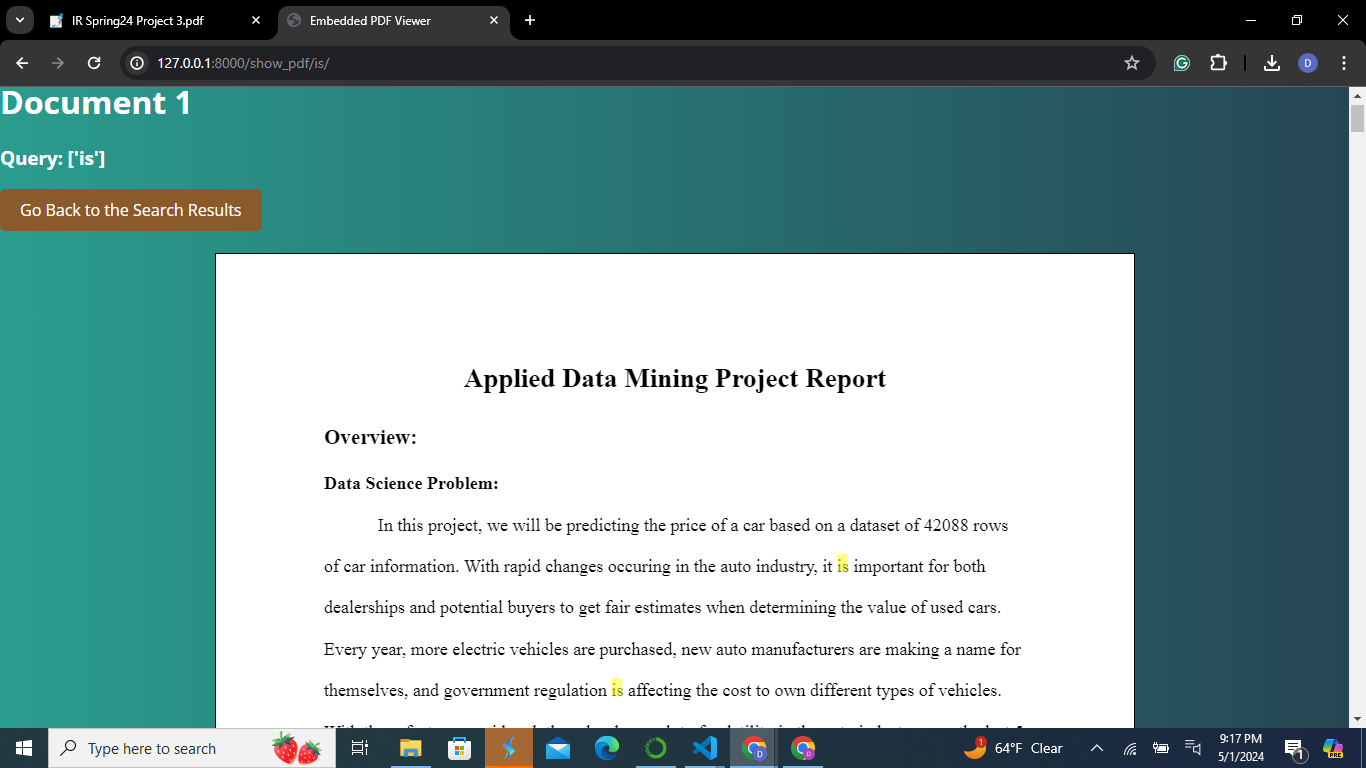 IR Spring24 Project 3.pdf
Embedded PDF Viewer
127.0.0.1:8000/show_pdf/is/
D
Document 1
Query: ['is']
Go Back to the Search Results
Applied Data Mining Project Report
Overview:
Data Science Problem:
In this project, we will be predicting the price of a car based on a dataset of 42088 rows
of car information. With rapid changes occuring in the auto industry, it is important for both
dealerships and potential buyers to get fair estimates when determining the value of used cars.
Every year, more electric vehicles are purchased, new auto manufacturers are making a name for
themselves, and government regulation is affecting the cost to own different types of vehicles.
Type here to search
D
D
1
64°F Clear
9:17 PM
5/1/2024
1
PRE